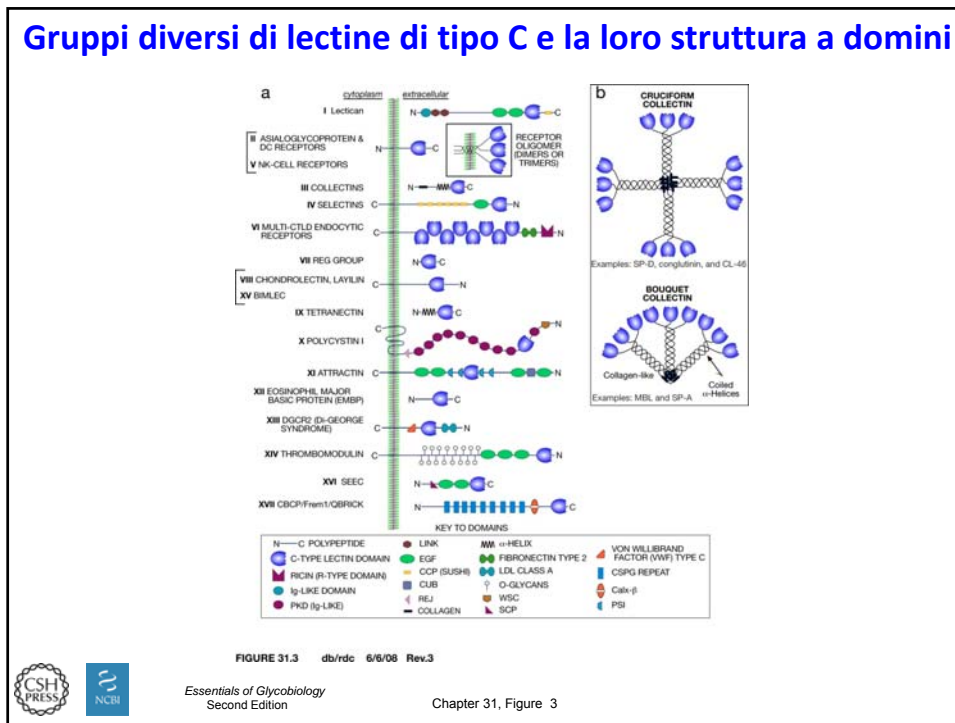 Gruppi diversi di lectine di tipo C e la loro struttura a domini
a
cytoplasm
extracellular
I Lectican
N
C
II ASIALOGLYCOPROTEIN &
DC RECEPTORS
V NK-CELL RECEPTORS
N
C
RECEPTOR
OLIGOMER
(DIMERS OR
TRIMERS)
III COLLECTINS
N
C
IV SELECTINS
C
N
VI MULTI-CTLD ENDOCYTIC
RECEPTORS
C
N
VII REG GROUP
N
C
VIII CHONDROLECTIN, LAYILIN
XV BIMLEC
C
N
IX TETRANECTIN
N
C
C
X POLYCYSTIN I
N
XI ATTRACTIN
C
N
XII EOSINOPHIL MAJOR
BASIC PROTEIN (EMBP)
N
C
XIII DGCR2 (Di-GEORGE
SYNDROME)
C
N
XIV THROMBOMODULIN
C
N
XVI SEEC
N
C
XVII CBCP/Frem1/QBRICK
N
C
b
CRUCIFORM
COLLECTIN
Examples: SP-D, conglutinin, and CL-46
BOUQUET
COLLECTIN
Collagen-like
Coiled
α-Helices
Examples: MBL and SP-A
KEY TO DOMAINS
N C POLYPEPTIDE
C-TYPE LECTIN DOMAIN
RICIN (R-TYPE DOMAIN)
Ig-LIKE DOMAIN
PKD (Ig-LIKE)
LINK
EGF
CCP (SUSHI)
CUB
REJ
COLLAGEN
α-HELIX
FIBRONECTIN TYPE 2
LDL CLASS A
O-GLYCANS
WSC
SCP
VON WILLIBRAND
FACTOR (VWF) TYPE C
CSPG REPEAT
Calx-β
PSI
FIGURE 31.3 db/rdc 6/6/08 Rev.3
CSH
PRESS
NCBI
Essentials of Glycobiology
Second Edition
Chapter 31, Figure 3